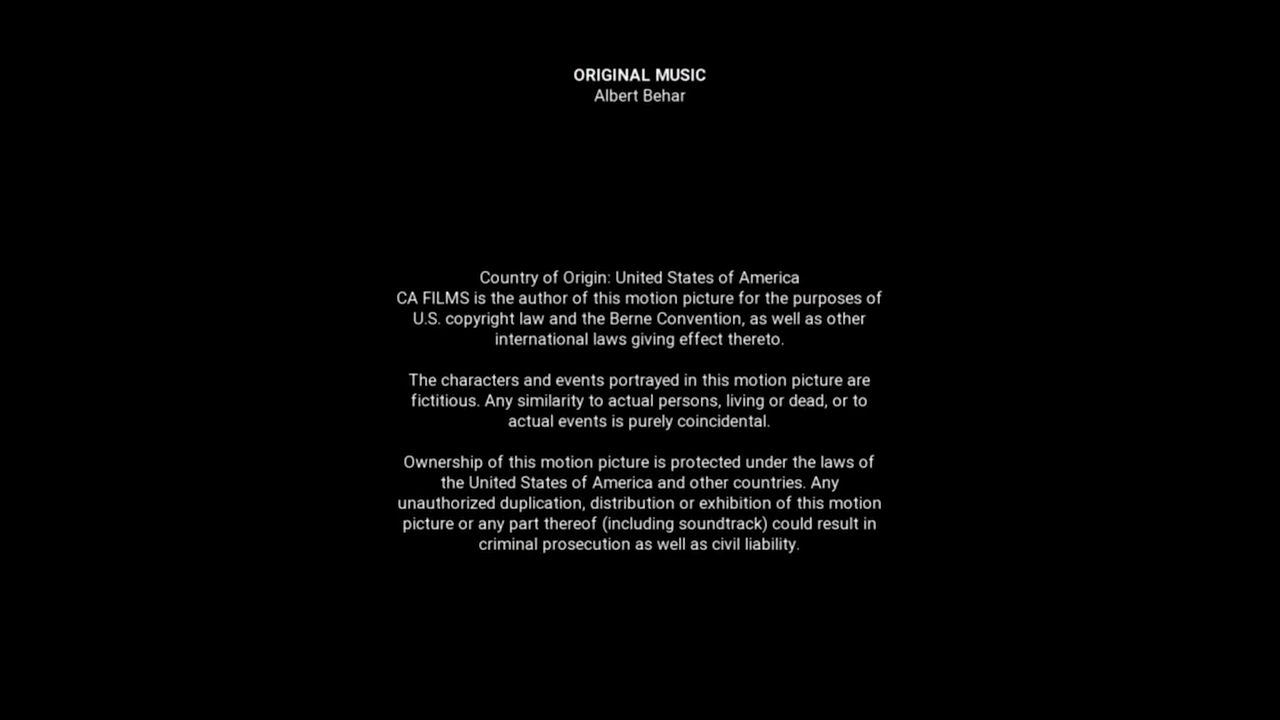 ORIGINAL MUSIC
Albert Behar
Country of Origin: United States of America
CA FILMS is the author of this motion picture for the purposes of
U.S. copyright law and the Berne Convention, as well as other
international laws giving effect thereto.
The characters and events portrayed in this motion picture are
fictitious. Any similarity to actual persons, living or dead, or to
actual events is purely coincidental.
Ownership of this motion picture is protected under the laws of
the United States of America and other countries. Any
unauthorized duplication, distribution or exhibition of this motion
picture or any part thereof (including soundtrack) could result in
criminal prosecution as well as civil liability.